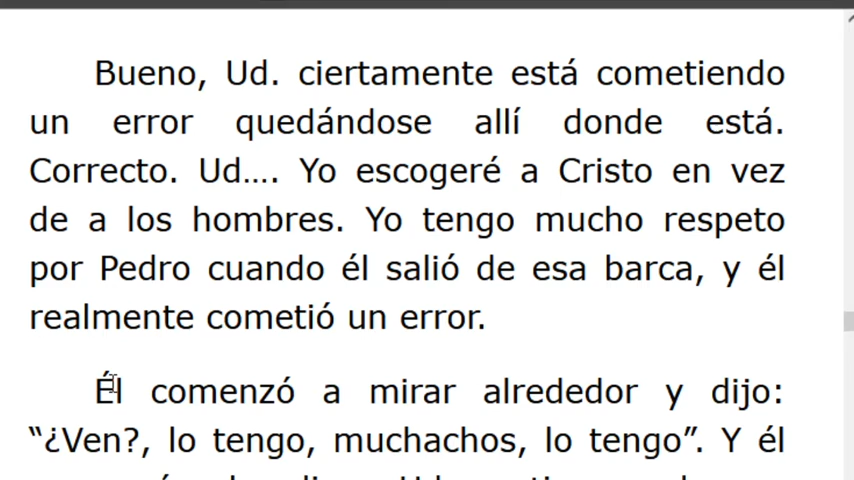 Bueno, Ud. ciertamente está cometiendo
un error quedándose allí donde está.
Correcto. Ud.... Yo escogeré a Cristo en vez
de a los hombres. Yo tengo mucho respeto
por Pedro cuando él salió de esa barca, y él
realmente cometió un error.
Él comenzó a mirar alrededor y dijo:
“¿Ven?, lo tengo, muchachos, lo tengo”. Y él